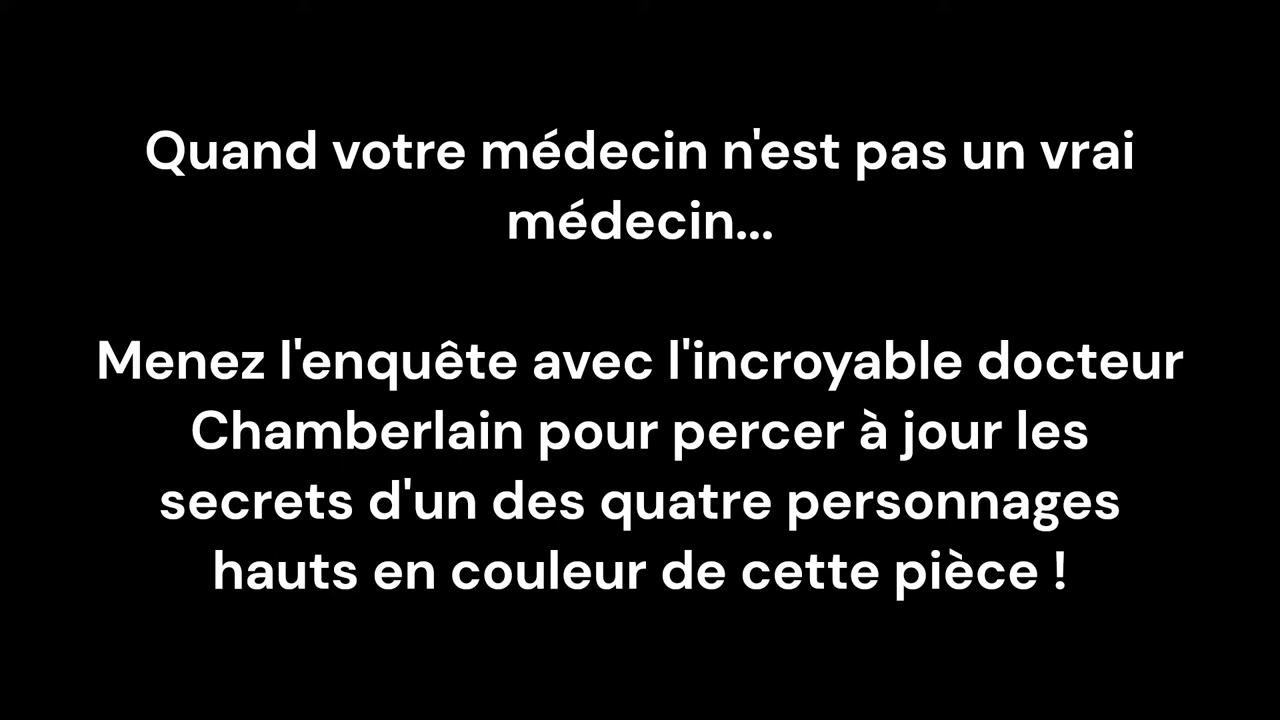 Quand votre médecin n'est pas un vrai
médecin...
Menez l'enquête avec l'incroyable docteur
Chamberlain pour percer à jour les
secrets d'un des quatre personnages
hauts en couleur de cette pièce !